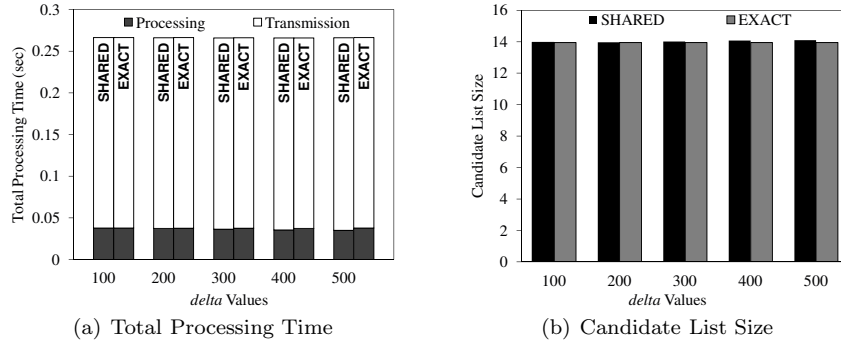 Processing Transmission
Total Processing Time (sec)
0.3
0.25
0.2
0.15
0.1
0.05
0
SHARED EXACT SHARED EXACT SHARED EXACT SHARED EXACT SHARED EXACT
100 200 300 400 500
delta Values
(a) Total Processing Time
SHARED EXACT
Candidate List Size
16
14
12
10
8
6
4
2
0
100 200 300 400 500
delta Values
(b) Candidate List Size